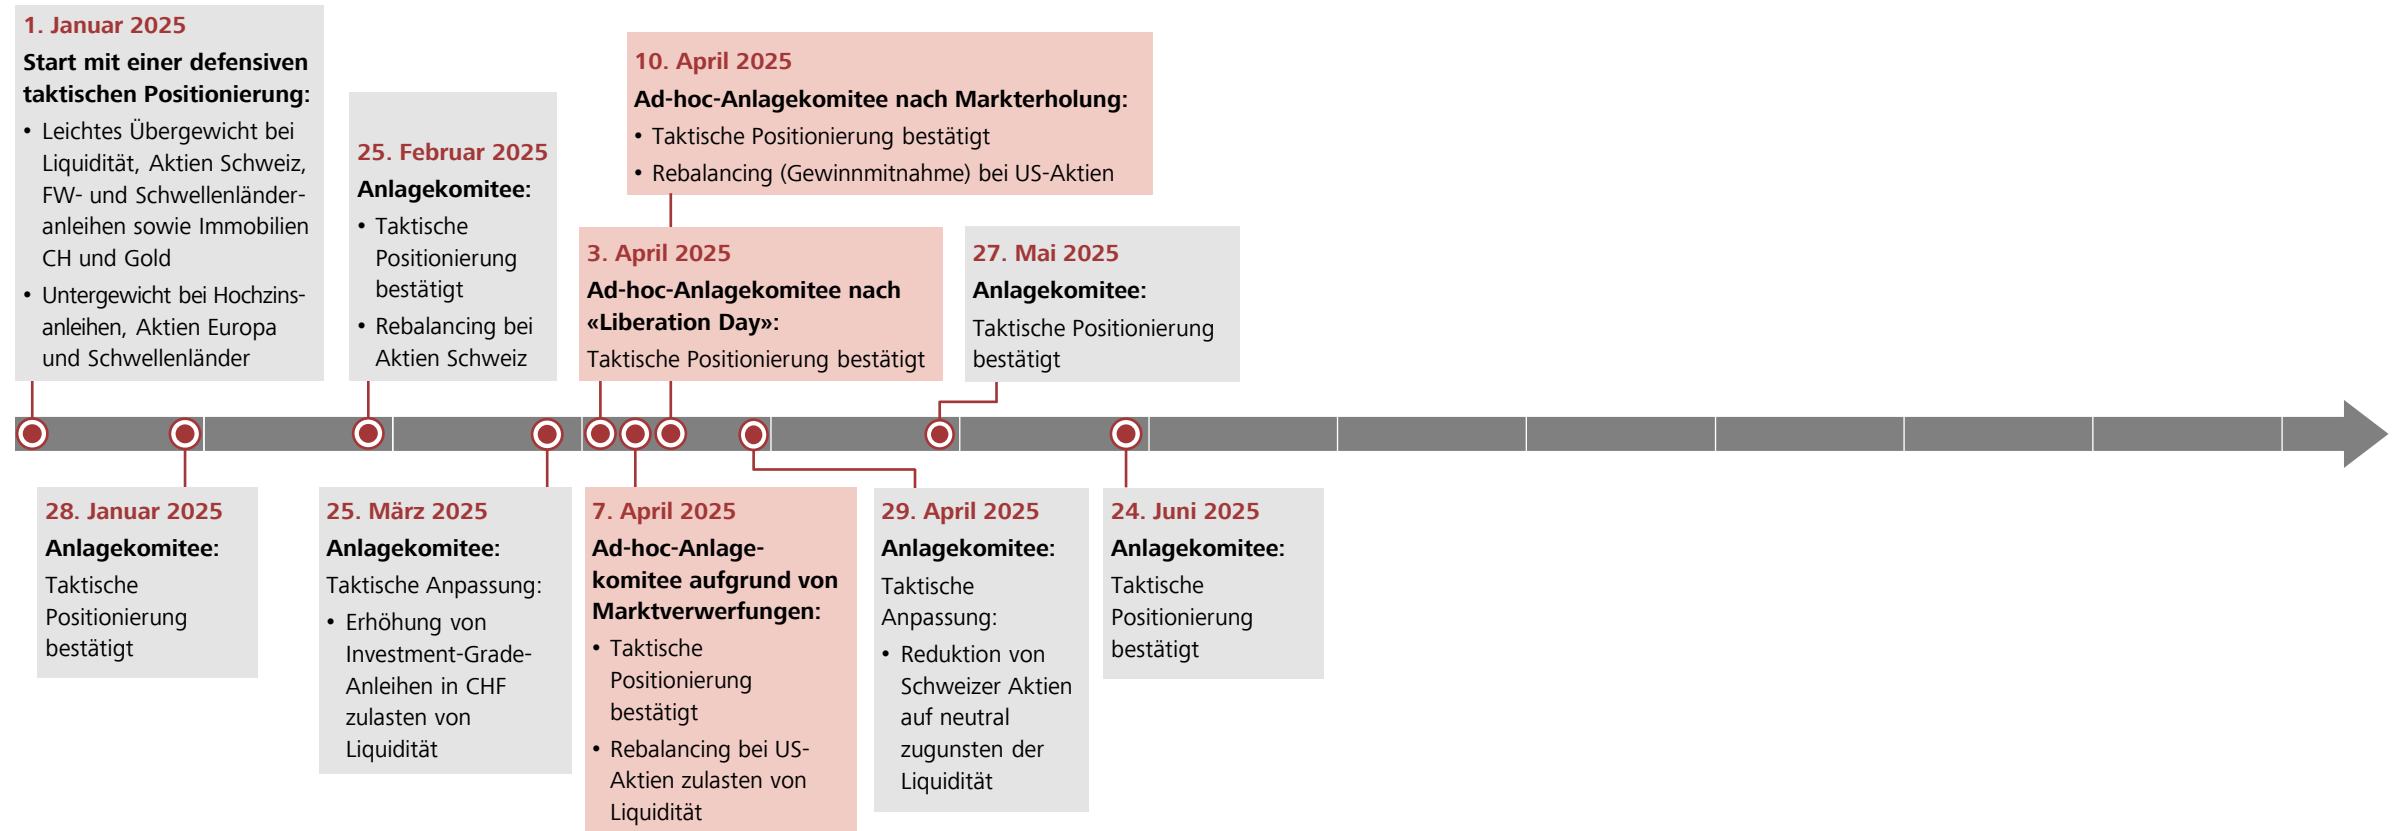 1. Januar 2025
Start mit einer defensiven
taktischen Positionierung:
• Leichtes Übergewicht bei
Liquidität, Aktien Schweiz,
FW- und Schwellenländer-
anleihen sowie Immobilien
CH und Gold
• Untergewicht bei Hochzins-
anleihen, Aktien Europa
und Schwellenländer
28. Januar 2025
Anlagekomitee:
Taktische
Positionierung
bestätigt
25. Februar 2025
Anlagekomitee:
• Taktische
Positionierung
bestätigt
• Rebalancing bei
Aktien Schweiz
25. März 2025
Anlagekomitee:
Taktische Anpassung:
• Erhöhung von
Investment-Grade-
Anleihen in CHF
zulasten von
Liquidität
3. April 2025
Ad-hoc-Anlagekomitee nach
«Liberation Day»:
Taktische Positionierung bestätigt
7. April 2025
Ad-hoc-Anlage-
komitee aufgrund von
Marktverwerfungen:
• Taktische
Positionierung
bestätigt
• Rebalancing bei US-
Aktien zulasten von
Liquidität
10. April 2025
Ad-hoc-Anlagekomitee nach Markterholung:
• Taktische Positionierung bestätigt
• Rebalancing (Gewinnmitnahme) bei US-Aktien
29. April 2025
Anlagekomitee:
Taktische
Anpassung:
• Reduktion von
Schweizer Aktien
auf neutral
zugunsten der
Liquidität
27. Mai 2025
Anlagekomitee:
Taktische Positionierung
bestätigt
24. Juni 2025
Anlagekomitee:
Taktische
Positionierung
bestätigt